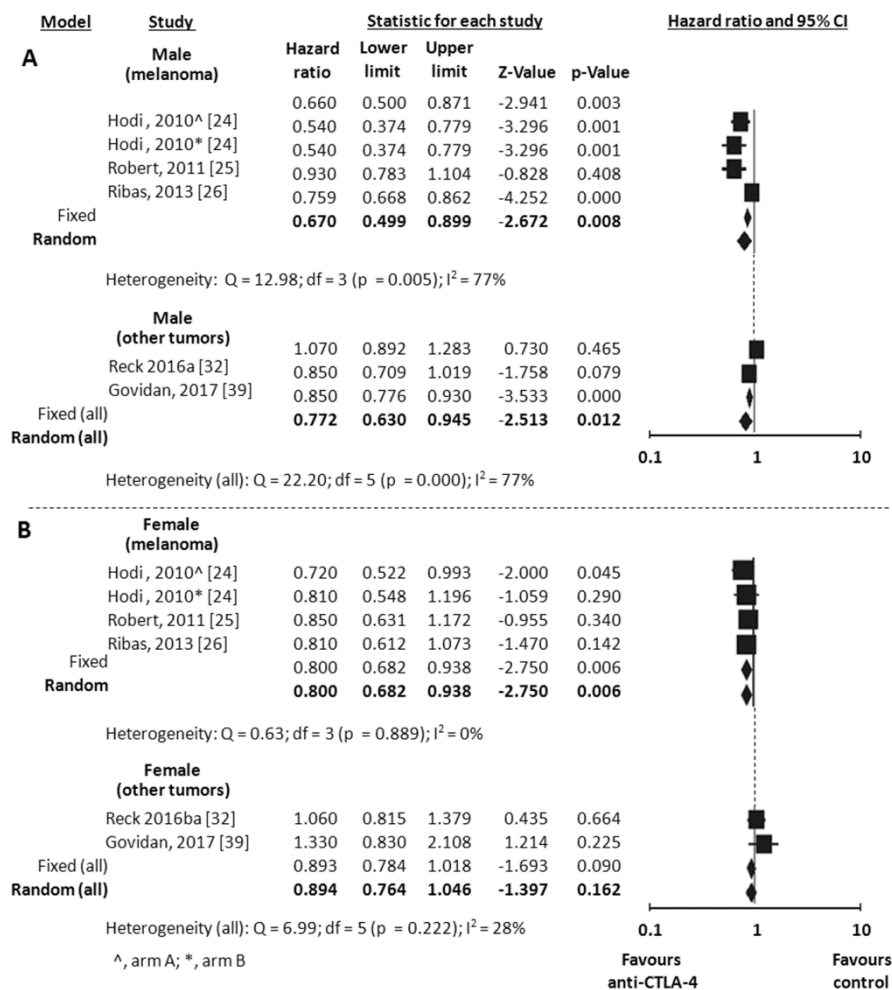 Model Study Statistic for each study Hazard ratio and 95% CI
A Male
(melanoma)
Hazard ratio Lower limit Upper limit Z-Value p-Value
0.660 0.500 0.871 -2.941 0.003
Hodi, 2010^ [24]
0.540 0.374 0.779 -3.296 0.001
Hodi, 2010* [24]
0.540 0.374 0.779 -3.296 0.001
Robert, 2011 [25]
0.930 0.783 1.104 -0.828 0.408
Ribas, 2013 [26]
0.759 0.668 0.862 -4.252 0.000
Fixed
0.670 0.499 0.899 -2.672 0.008
Random
Heterogeneity: Q = 12.98; df = 3 (p = 0.005); I² = 77%
Male
(other tumors)
1.070 0.892 1.283 0.730 0.465
Reck 2016a [32]
0.850 0.709 1.019 -1.758 0.079
Govidan, 2017 [39]
0.850 0.776 0.930 -3.533 0.000
Fixed (all)
0.772 0.630 0.945 -2.513 0.012
Random (all)
0.1 1 10
Heterogeneity (all): Q = 22.20; df = 5 (p = 0.000); I² = 77%
B Female
(melanoma)
Hodi, 2010^ [24] 0.720 0.522 0.993 -2.000 0.045
Hodi, 2010* [24] 0.810 0.548 1.196 -1.059 0.290
Robert, 2011 [25] 0.850 0.631 1.172 -0.955 0.340
Ribas, 2013 [26] 0.810 0.612 1.073 -1.470 0.142
Fixed 0.800 0.682 0.938 -2.750 0.006
Random 0.800 0.682 0.938 -2.750 0.006
Heterogeneity: Q = 0.63; df = 3 (p = 0.889); I² = 0%
Female
(other tumors)
Reck 2016ba [32] 1.060 0.815 1.379 0.435 0.664
Govidan, 2017 [39] 1.330 0.830 2.108 1.214 0.225
Fixed (all) 0.893 0.784 1.018 -1.693 0.090
Random (all) 0.894 0.764 1.046 -1.397 0.162
Heterogeneity (all): Q = 6.99; df = 5 (p = 0.222); I² = 28%
0.1 1 10
^, arm A; *, arm B
Favours anti-CTLA-4
Favours control